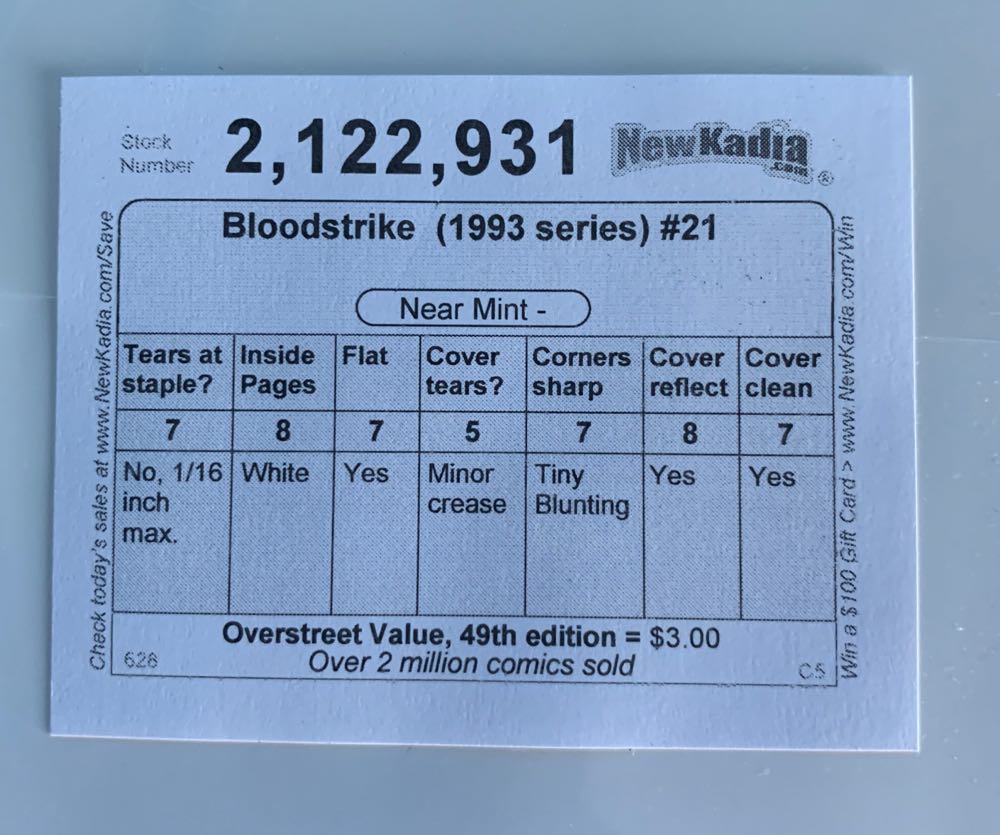 Stock
Number
2,122,931
NewKadia
.com®
Bloodstrike (1993 series) #21
Near Mint -
Tears at staple? Inside Pages Flat Cover tears? Corners sharp Cover reflect Cover clean
7 8 7 5 7 8 7
No, 1/16 inch max. White Yes Minor crease Tiny Blunting Yes Yes
Overstreet Value, 49th edition = $3.00
626 Over 2 million comics sold C5
Check today's sales at www.NewKadia.com/Save
Win a $100 Gift Card > www.NewKadia.com/Win